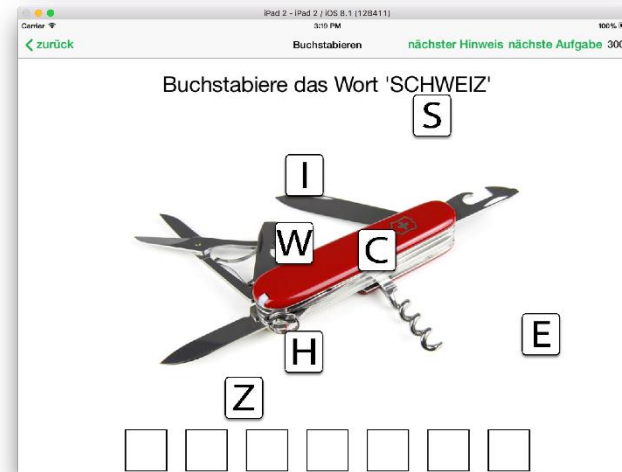 iPad 2 - iPad 2 / iOS 8.1 (12B411)
Carrier 3:19 PM 100%
zurück Buchstabieren nächster Hinweis nächste Aufgabe 300
Buchstabiere das Wort 'SCHWEIZ'
S
I
W C
H E
Z